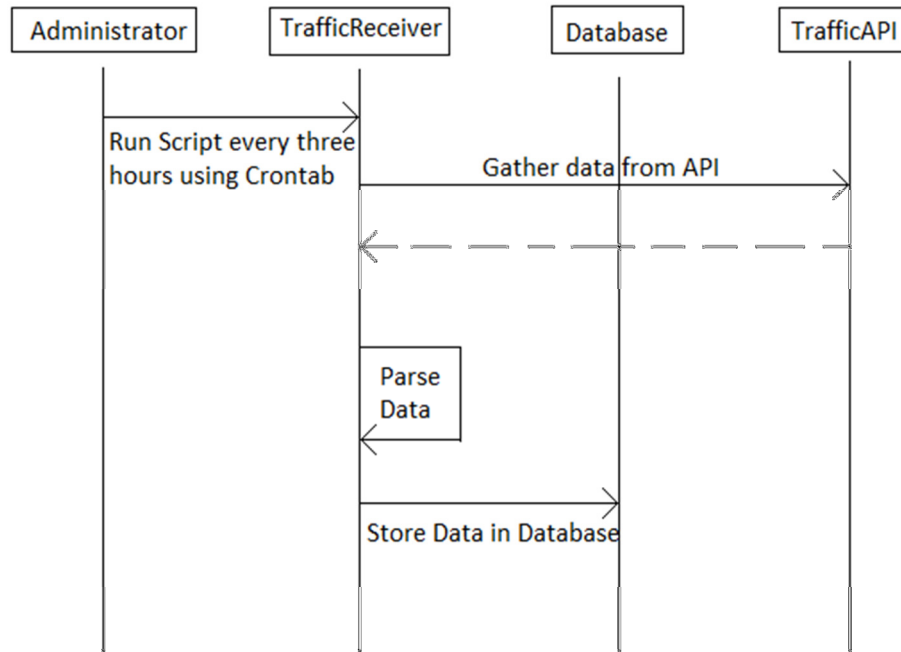 Administrator
TrafficReceiver
Database
TrafficAPI
Run Script every three
hours using Crontab
Gather data from API
Parse
Data
Store Data in Database